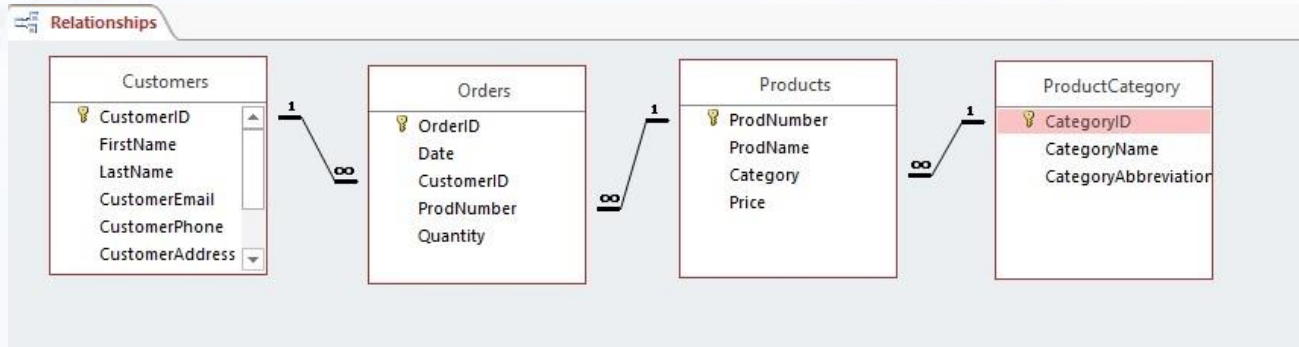 Relationships
Customers
CustomerID
FirstName
LastName
CustomerEmail
CustomerPhone
CustomerAddress
1
∞
Orders
OrderID
Date
CustomerID
ProdNumber
Quantity
∞
1
Products
ProdNumber
ProdName
Category
Price
∞
1
ProductCategory
CategoryID
CategoryName
CategoryAbbreviation